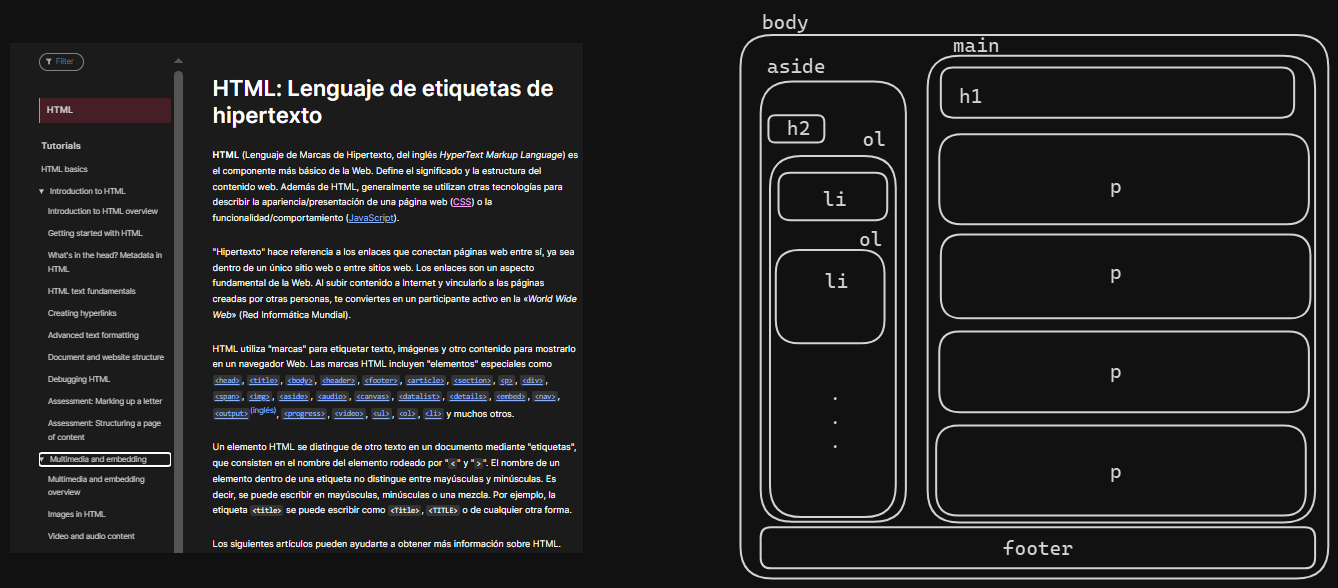 Filter
HTML
Tutorials
HTML basics
▼ Introduction to HTML
Introduction to HTML overview
Getting started with HTML
What's in the head? Metadata in
HTML
HTML text fundamentals
Creating hyperlinks
Advanced text formatting
Document and website structure
Debugging HTML
Assessment: Marking up a letter
Assessment: Structuring a page
of content
▼ Multimedia and embedding
Multimedia and embedding
overview
Images in HTML
Video and audio content
HTML: Lenguaje de etiquetas de
hipertexto
HTML (Lenguaje de Marcas de Hipertexto, del inglés HyperText Markup Language) es
el componente más básico de la Web. Define el significado y la estructura del
contenido web. Además de HTML, generalmente se utilizan otras tecnologías para
describir la apariencia/presentación de una página web (CSS) o la
funcionalidad/comportamiento (JavaScript).
"Hipertexto" hace referencia a los enlaces que conectan páginas web entre sí, ya sea
dentro de un único sitio web o entre sitios web. Los enlaces son un aspecto
fundamental de la Web. Al subir contenido a Internet y vincularlo a las páginas
creadas por otras personas, te conviertes en un participante activo en la «World Wide
Web» (Red Informática Mundial).
HTML utiliza "marcas" para etiquetar texto, imágenes y otro contenido para mostrarlo
en un navegador Web. Las marcas HTML incluyen "elementos" especiales como
<head>, <title>, <body>, <header>, <footer>, <article>, <section>, <p>, <div>,
<span>, <img>, <aside>, <audio>, <canvas>, <datalist>, <details>, <embed>, <nav>,
<output>(inglés), <progress>, <video>, <ul>, <ol>, <li> y muchos otros.
Un elemento HTML se distingue de otro texto en un documento mediante "etiquetas",
que consisten en el nombre del elemento rodeado por "<" y ">". El nombre de un
elemento dentro de una etiqueta no distingue entre mayúsculas y minúsculas. Es
decir, se puede escribir en mayúsculas, minúsculas o una mezcla. Por ejemplo, la
etiqueta <title> se puede escribir como <Title>, <TITLE> o de cualquier otra forma.
Los siguientes artículos pueden ayudarte a obtener más información sobre HTML.
body
aside
h2
ol
li
ol
li
.
.
.
main
h1
p
p
p
p
footer